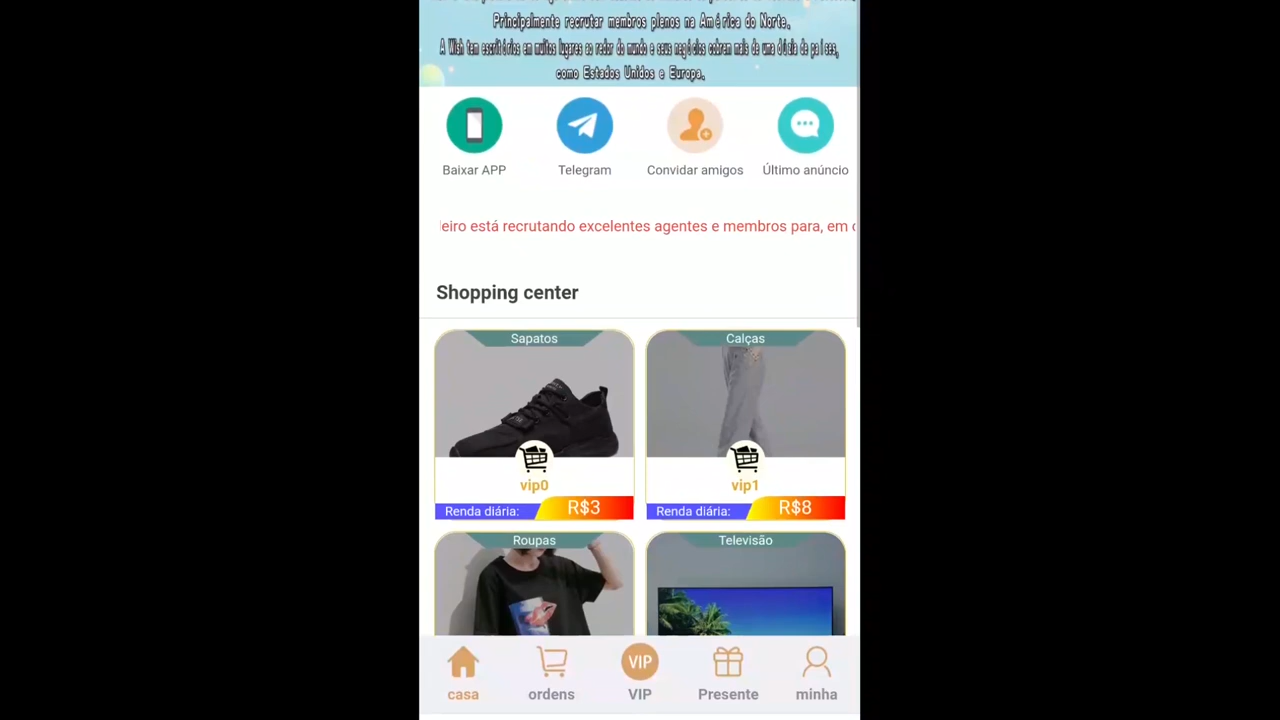 Principalmente recrutar membros plenos na América do Norte.
A Wish tem escritórios em muitos lugares ao redor do mundo e seus negócios cobrem mais de uma dúzia de países,
como Estados Unidos e Europa.
Baixar APP
Telegram
Convidar amigos
Último anúncio
leiro está recrutando excelentes agentes e membros para, em
Shopping center
Sapatos
Calças
vip0
vip1
Renda diária: R$3
Renda diária: R$8
Roupas
Televisão
VIP
casa
ordens
VIP
Presente
minha